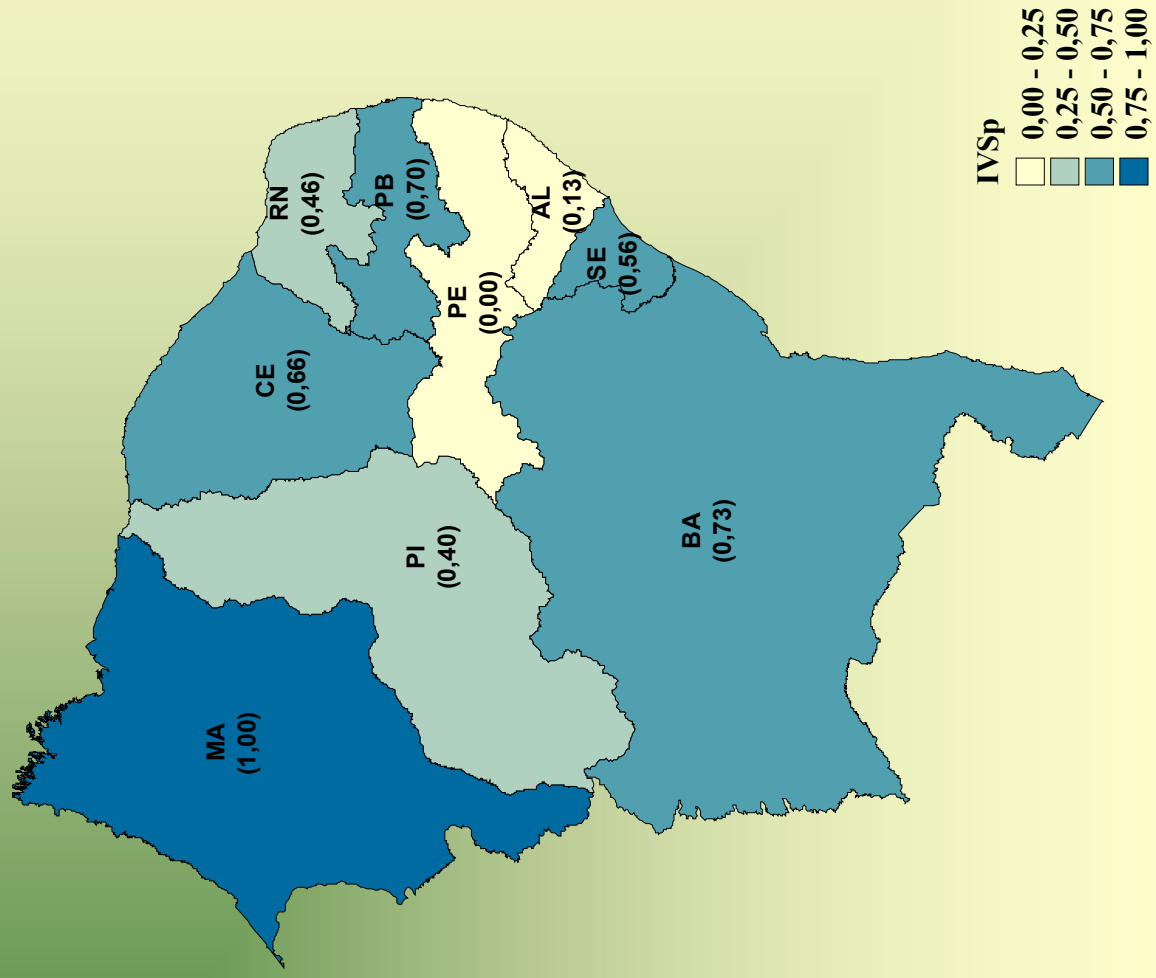 RN
(0,46)
PB
(0,70)
CE
(0,66)
PE
(0,00)
AL
(0,13)
SE
(0,56)
PI
(0,40)
MA
(1,00)
BA
(0,73)
IVSp
0,00 - 0,25
0,25 - 0,50
0,50 - 0,75
0,75 - 1,00